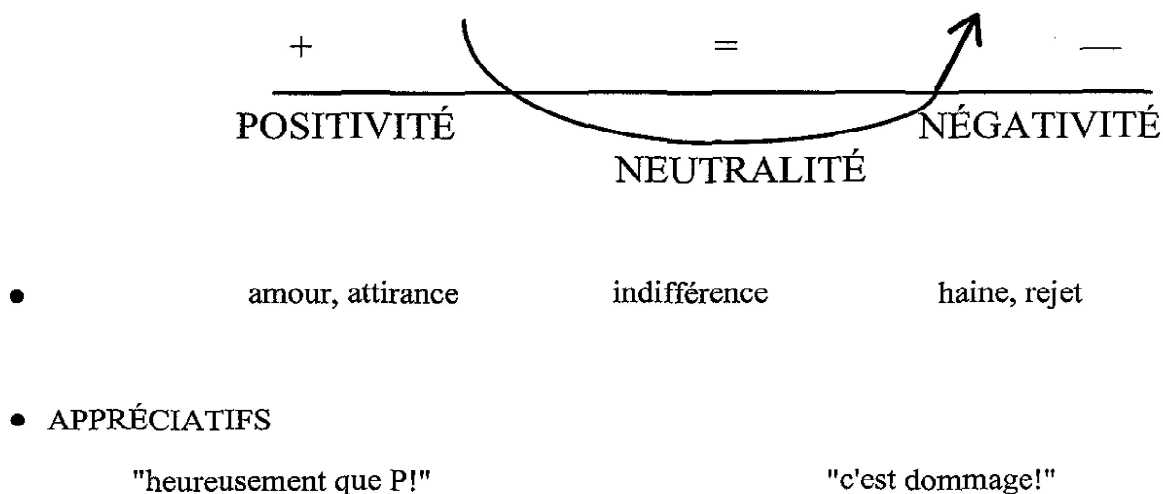 + = —
POSITIVITÉ NÉGATIVITÉ
NEUTRALITÉ
• amour, attirance indifférence haine, rejet
• APPRÉCIATIFS
"heureusement que P!" "c'est dommage!"